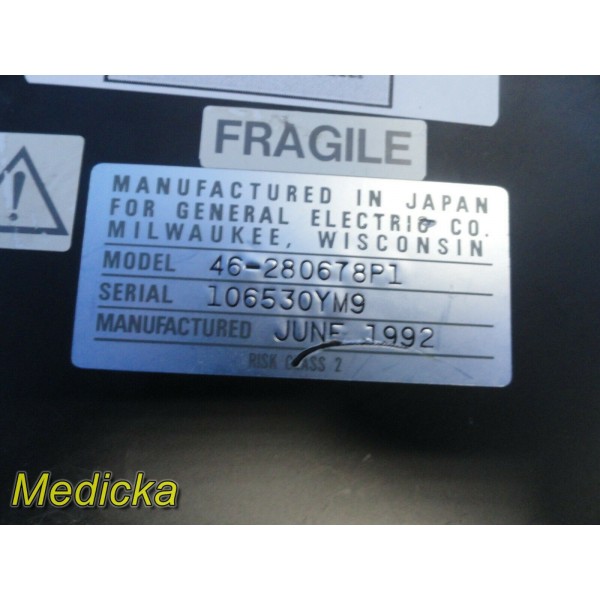 FRAGILE
MANUFACTURED IN JAPAN
FOR GENERAL ELECTRIC CO.
MILWAUKEE, WISCONSIN
MODEL 46-280678P1
SERIAL 106530YM9
MANUFACTURED JUNE 1992
RISK CLASS 2
Medicka